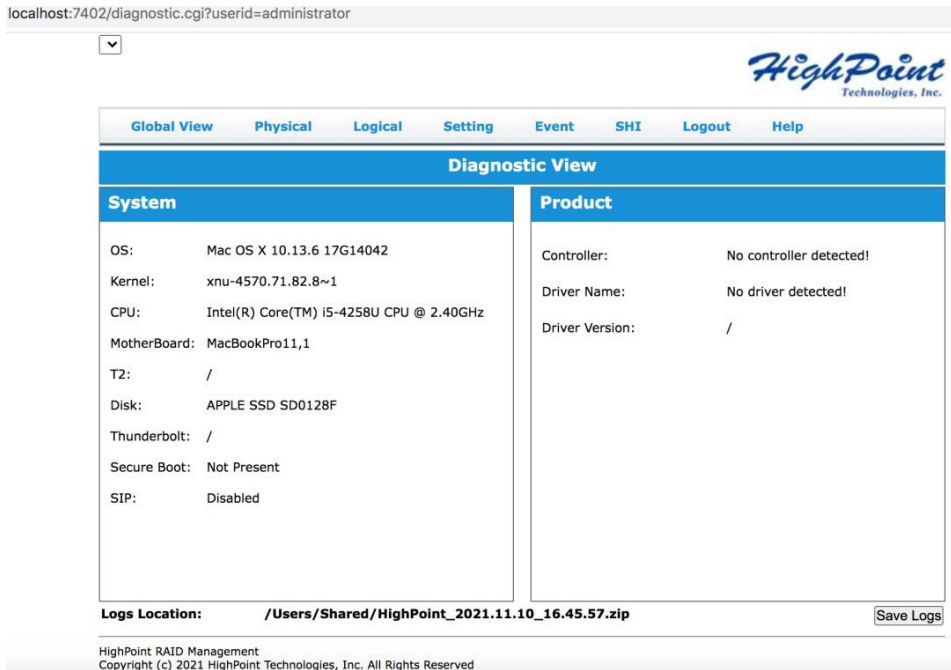 localhost:7402/diagnostic.cgi?userid=administrator
HighPoint
Technologies, Inc.
Global View Physical Logical Setting Event SHI Logout Help
Diagnostic View
System
OS: Mac OS X 10.13.6 17G14042
Kernel: xnu-4570.71.82.8~1
CPU: Intel(R) Core(TM) i5-4258U CPU @ 2.40GHz
MotherBoard: MacBookPro11,1
T2: /
Disk: APPLE SSD SD0128F
Thunderbolt: /
Secure Boot: Not Present
SIP: Disabled
Product
Controller: No controller detected!
Driver Name: No driver detected!
Driver Version: /
Logs Location: /Users/Shared/HighPoint_2021.11.10_16.45.57.zip Save Logs
HighPoint RAID Management
Copyright (c) 2021 HighPoint Technologies, Inc. All Rights Reserved